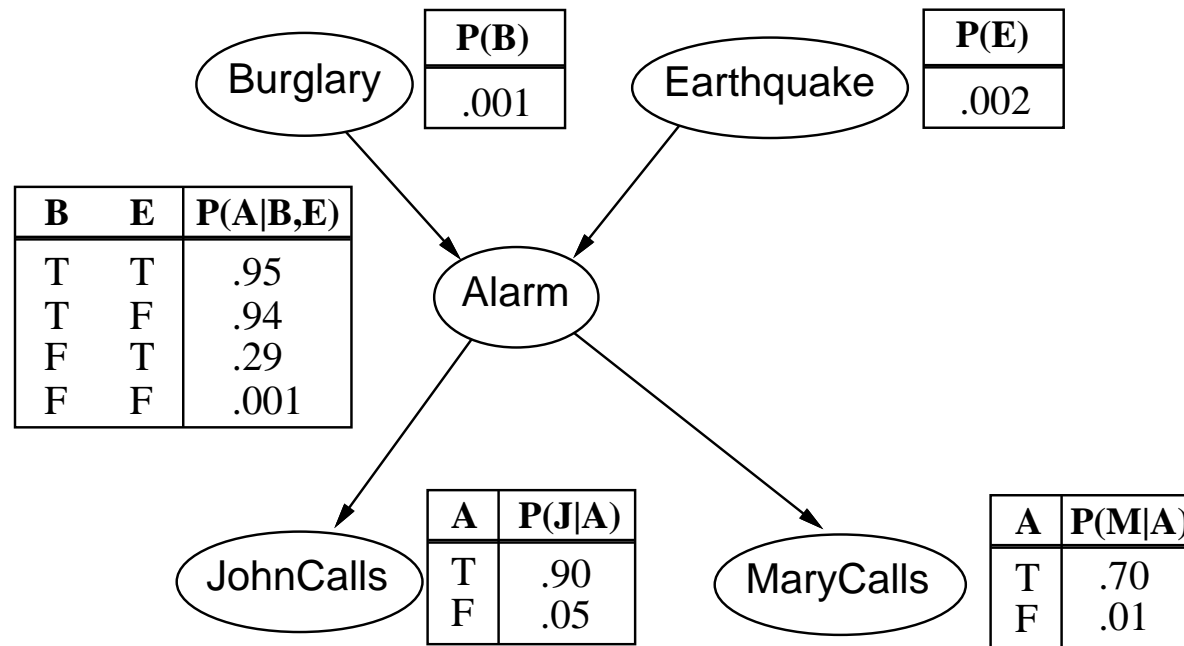 Burglary
P(B)
.001
Earthquake
P(E)
.002
B E P(A|B,E)
T T .95
T F .94
F T .29
F F .001
Alarm
JohnCalls
A P(J|A)
T .90
F .05
MaryCalls
A P(M|A)
T .70
F .01